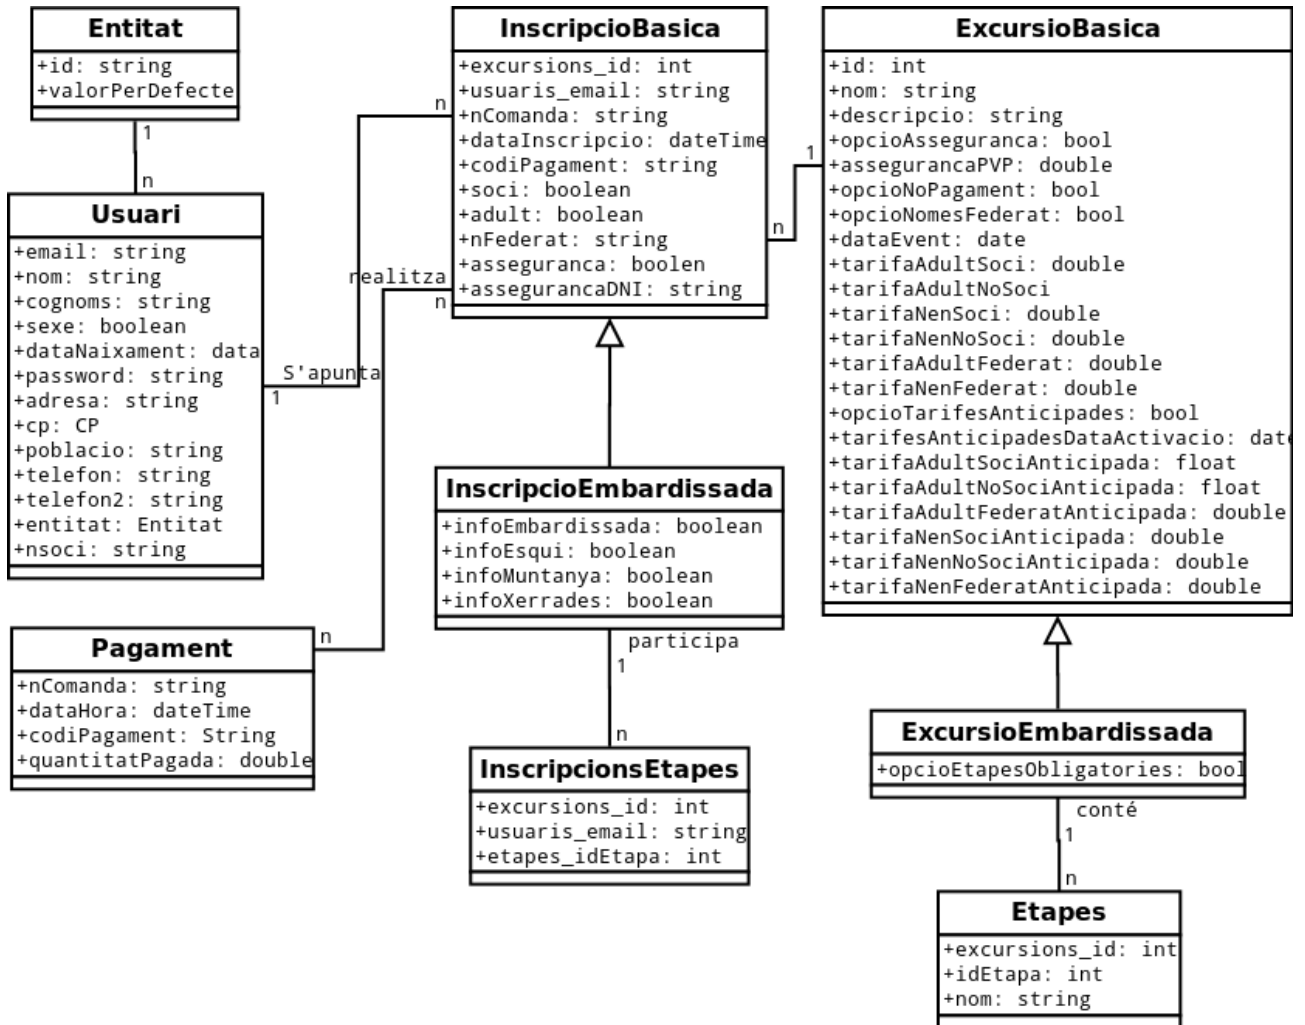 Entitat
+id: string
+valorPerDefecte
1
n
Usuari
+email: string
+nom: string
+cognoms: string
+sexe: boolean
+dataNaixament: data
+password: string
+adresa: string
+cp: CP
+poblacio: string
+telefon: string
+telefon2: string
+entitat: Entitat
+nsoci: string
S'apunta
1
n
realitza
n
n
Pagament
+nComanda: string
+dataHora: dateTime
+codiPagament: String
+quantitatPagada: double
InscripcioBasica
+excursions_id: int
+usuaris_email: string
+nComanda: string
+dataInscripcio: dateTime
+codiPagament: string
+soci: boolean
+adult: boolean
+nFederat: string
+asseguranca: boolen
+assegurancaDNI: string
n
1
InscripcioEmbardissada
+infoEmbardissada: boolean
+infoEsqui: boolean
+infoMuntanya: boolean
+infoXerrades: boolean
participa
1
n
InscripcionsEtapes
+excursions_id: int
+usuaris_email: string
+etapes_idEtapa: int
ExcursioBasica
+id: int
+nom: string
+descripcio: string
+opcioAsseguranca: bool
+assegurancaPVP: double
+opcioNoPagament: bool
+opcioNomesFederat: bool
+dataEvent: date
+tarifaAdultSoci: double
+tarifaAdultNoSoci
+tarifaNenSoci: double
+tarifaNenNoSoci: double
+tarifaAdultFederat: double
+tarifaNenFederat: double
+opcioTarifesAnticipades: bool
+tarifesAnticipadesDataActivacio: date
+tarifaAdultSociAnticipada: float
+tarifaAdultNoSociAnticipada: float
+tarifaAdultFederatAnticipada: double
+tarifaNenSociAnticipada: double
+tarifaNenNoSociAnticipada: double
+tarifaNenFederatAnticipada: double
ExcursioEmbardissada
+opcioEtapesObligatories: bool
conté
1
n
Etapes
+excursions_id: int
+idEtapa: int
+nom: string